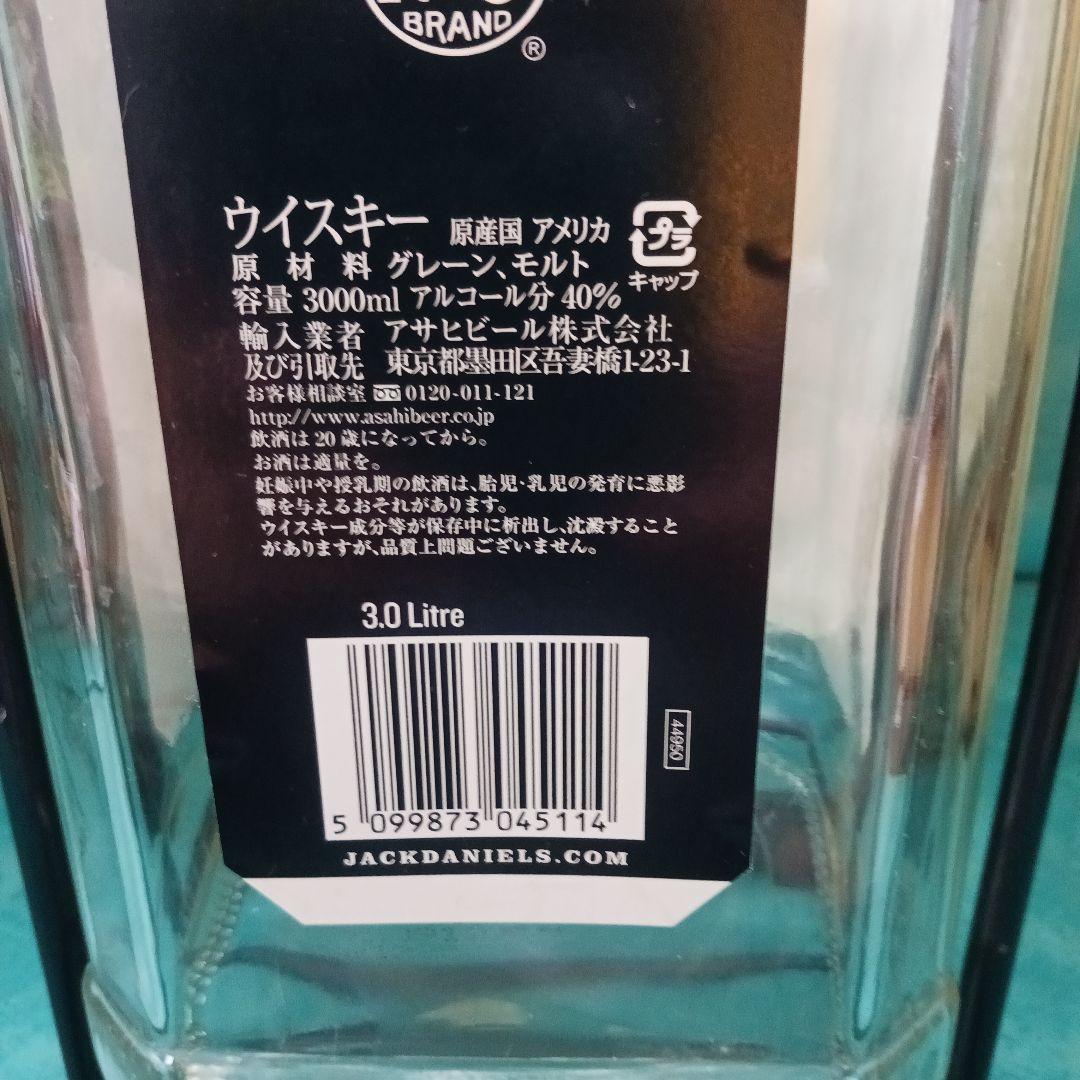 BRAND
®
ウイスキー 原産国 アメリカ
プラ
キャップ
原材料 グレーン、モルト
容量 3000ml アルコール分 40%
輸入業者 アサヒビール株式会社
及び引取先 東京都墨田区吾妻橋1-23-1
お客様相談室 0120-011-121
http://www.asahibeer.co.jp
飲酒は20歳になってから。
お酒は適量を。
妊娠中や授乳期の飲酒は、胎児・乳児の発育に悪影
響を与えるおそれがあります。
ウイスキー成分等が保存中に析出し、沈澱すること
がありますが、品質上問題ございません。
3.0 Litre
44950
5 099873 045114
JACKDANIELS.COM